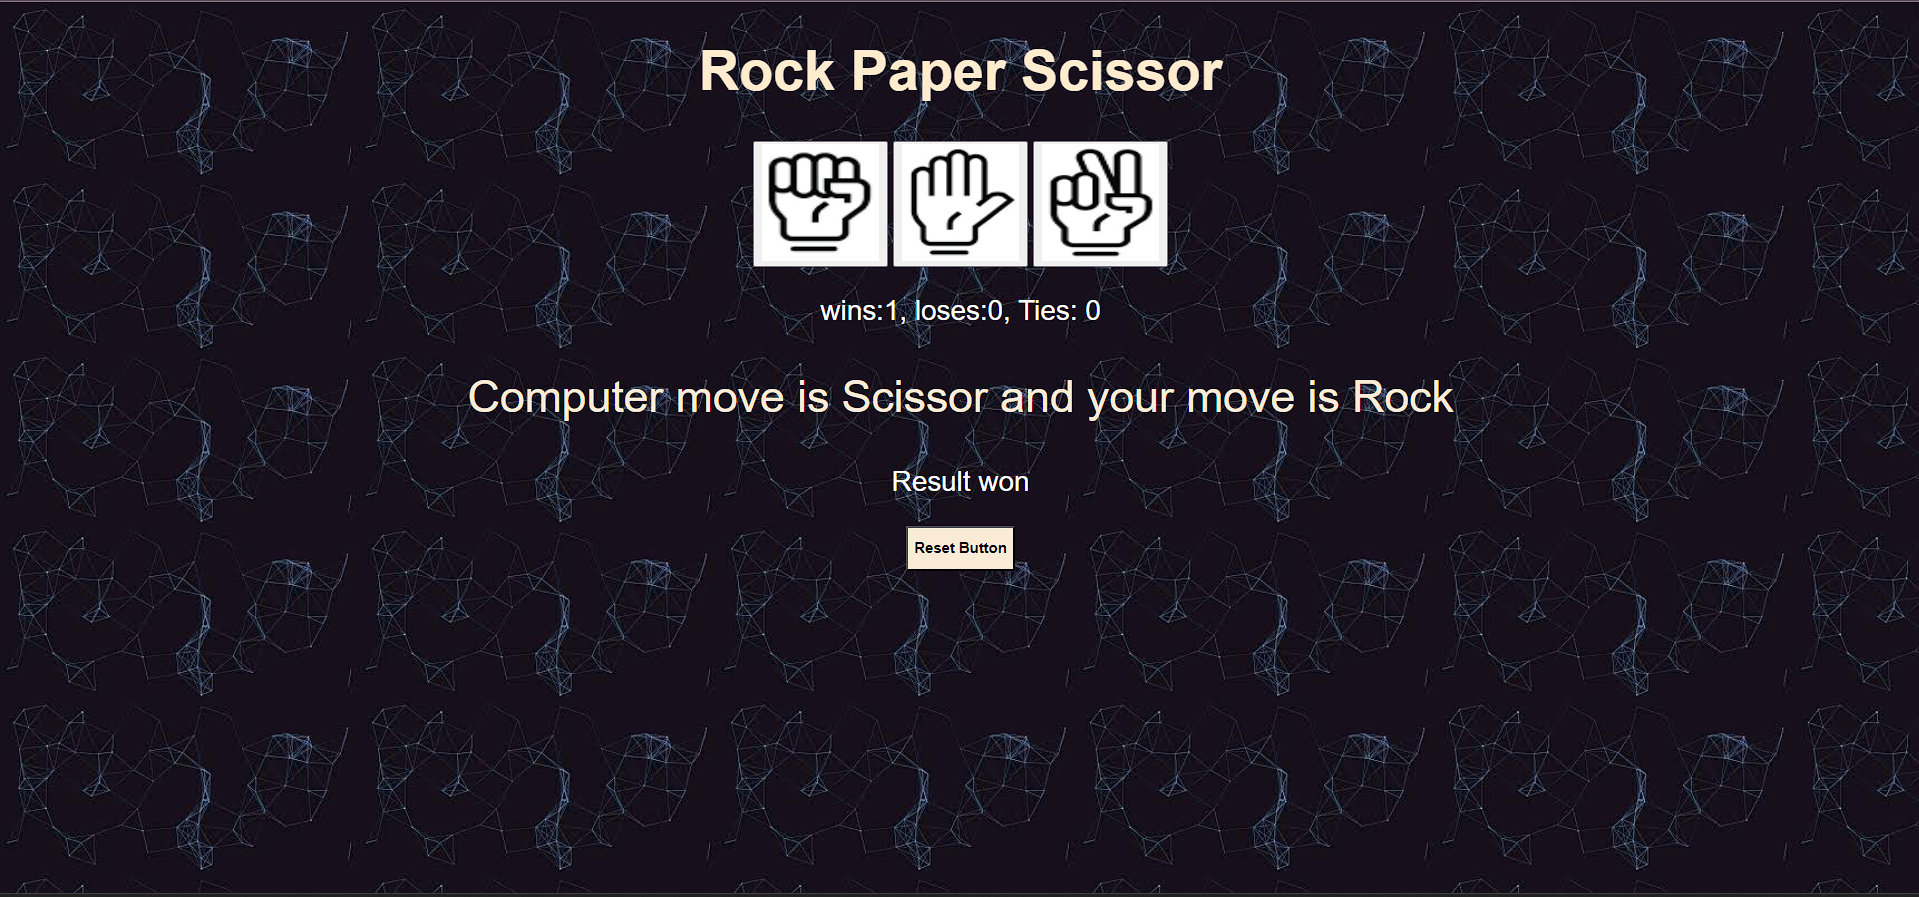 Rock Paper Scissor
wins:1, loses:0, Ties: 0
Computer move is Scissor and your move is Rock
Result won
Reset Button